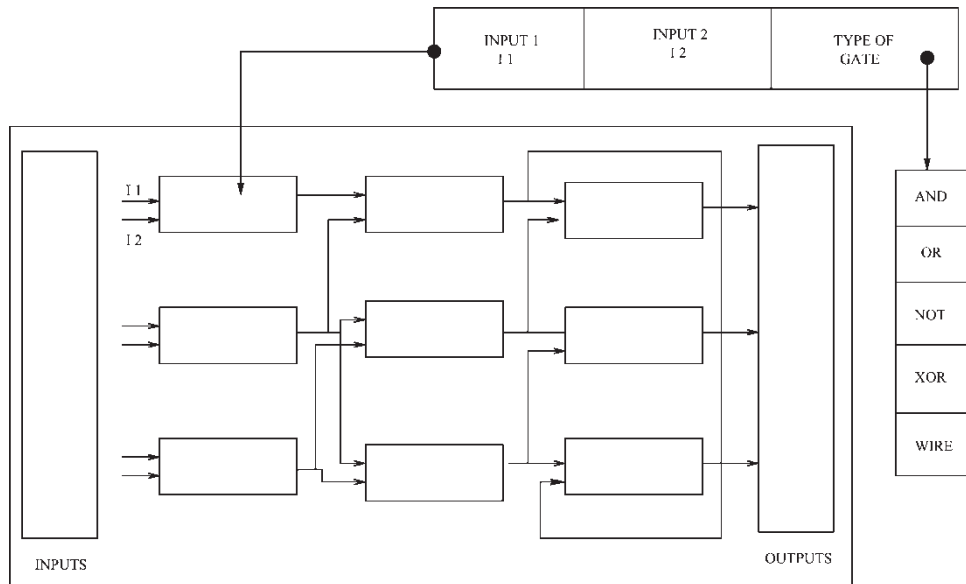 INPUT 1
I 1
INPUT 2
I 2
TYPE OF
GATE
I 1
I 2
AND
OR
NOT
XOR
WIRE
INPUTS
OUTPUTS